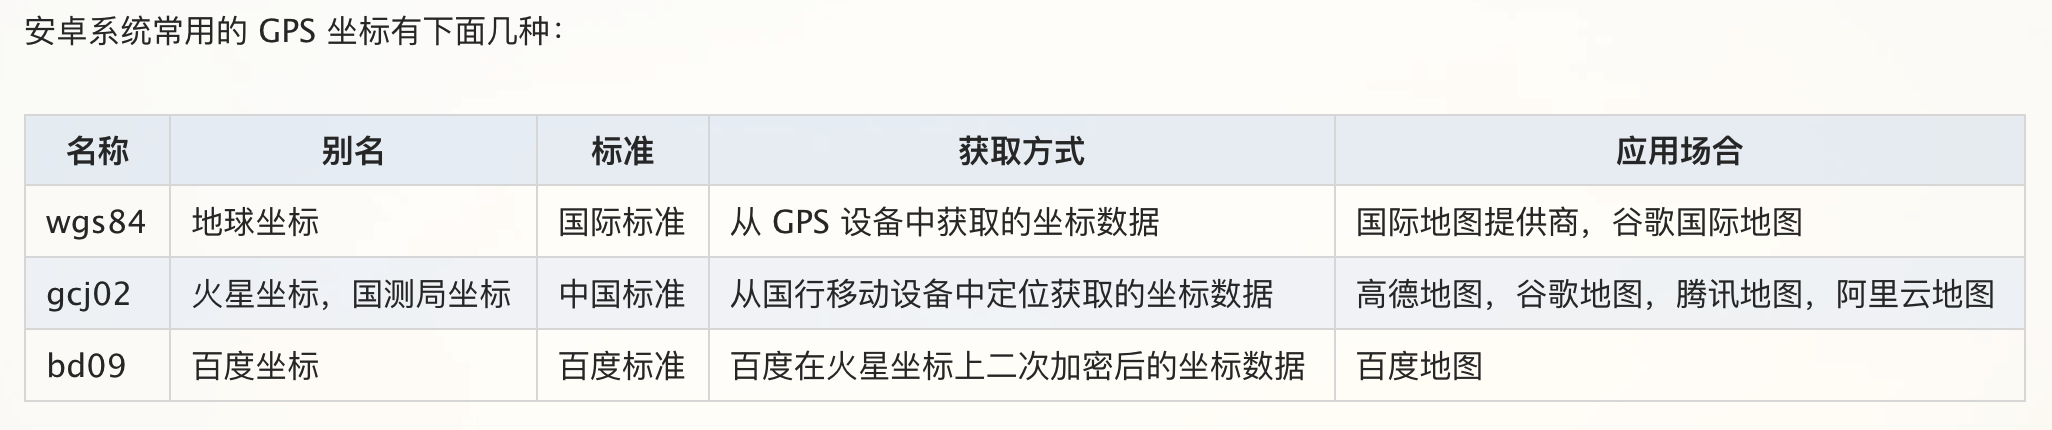 安卓系统常用的 GPS 坐标有下面几种：
名称 别名 标准 获取方式 应用场合
wgs84 地球坐标 国际标准 从 GPS 设备中获取的坐标数据 国际地图提供商，谷歌国际地图
gcj02 火星坐标，国测局坐标 中国标准 从国行移动设备中定位获取的坐标数据 高德地图，谷歌地图，腾讯地图，阿里云地图
bd09 百度坐标 百度标准 百度在火星坐标上二次加密后的坐标数据 百度地图